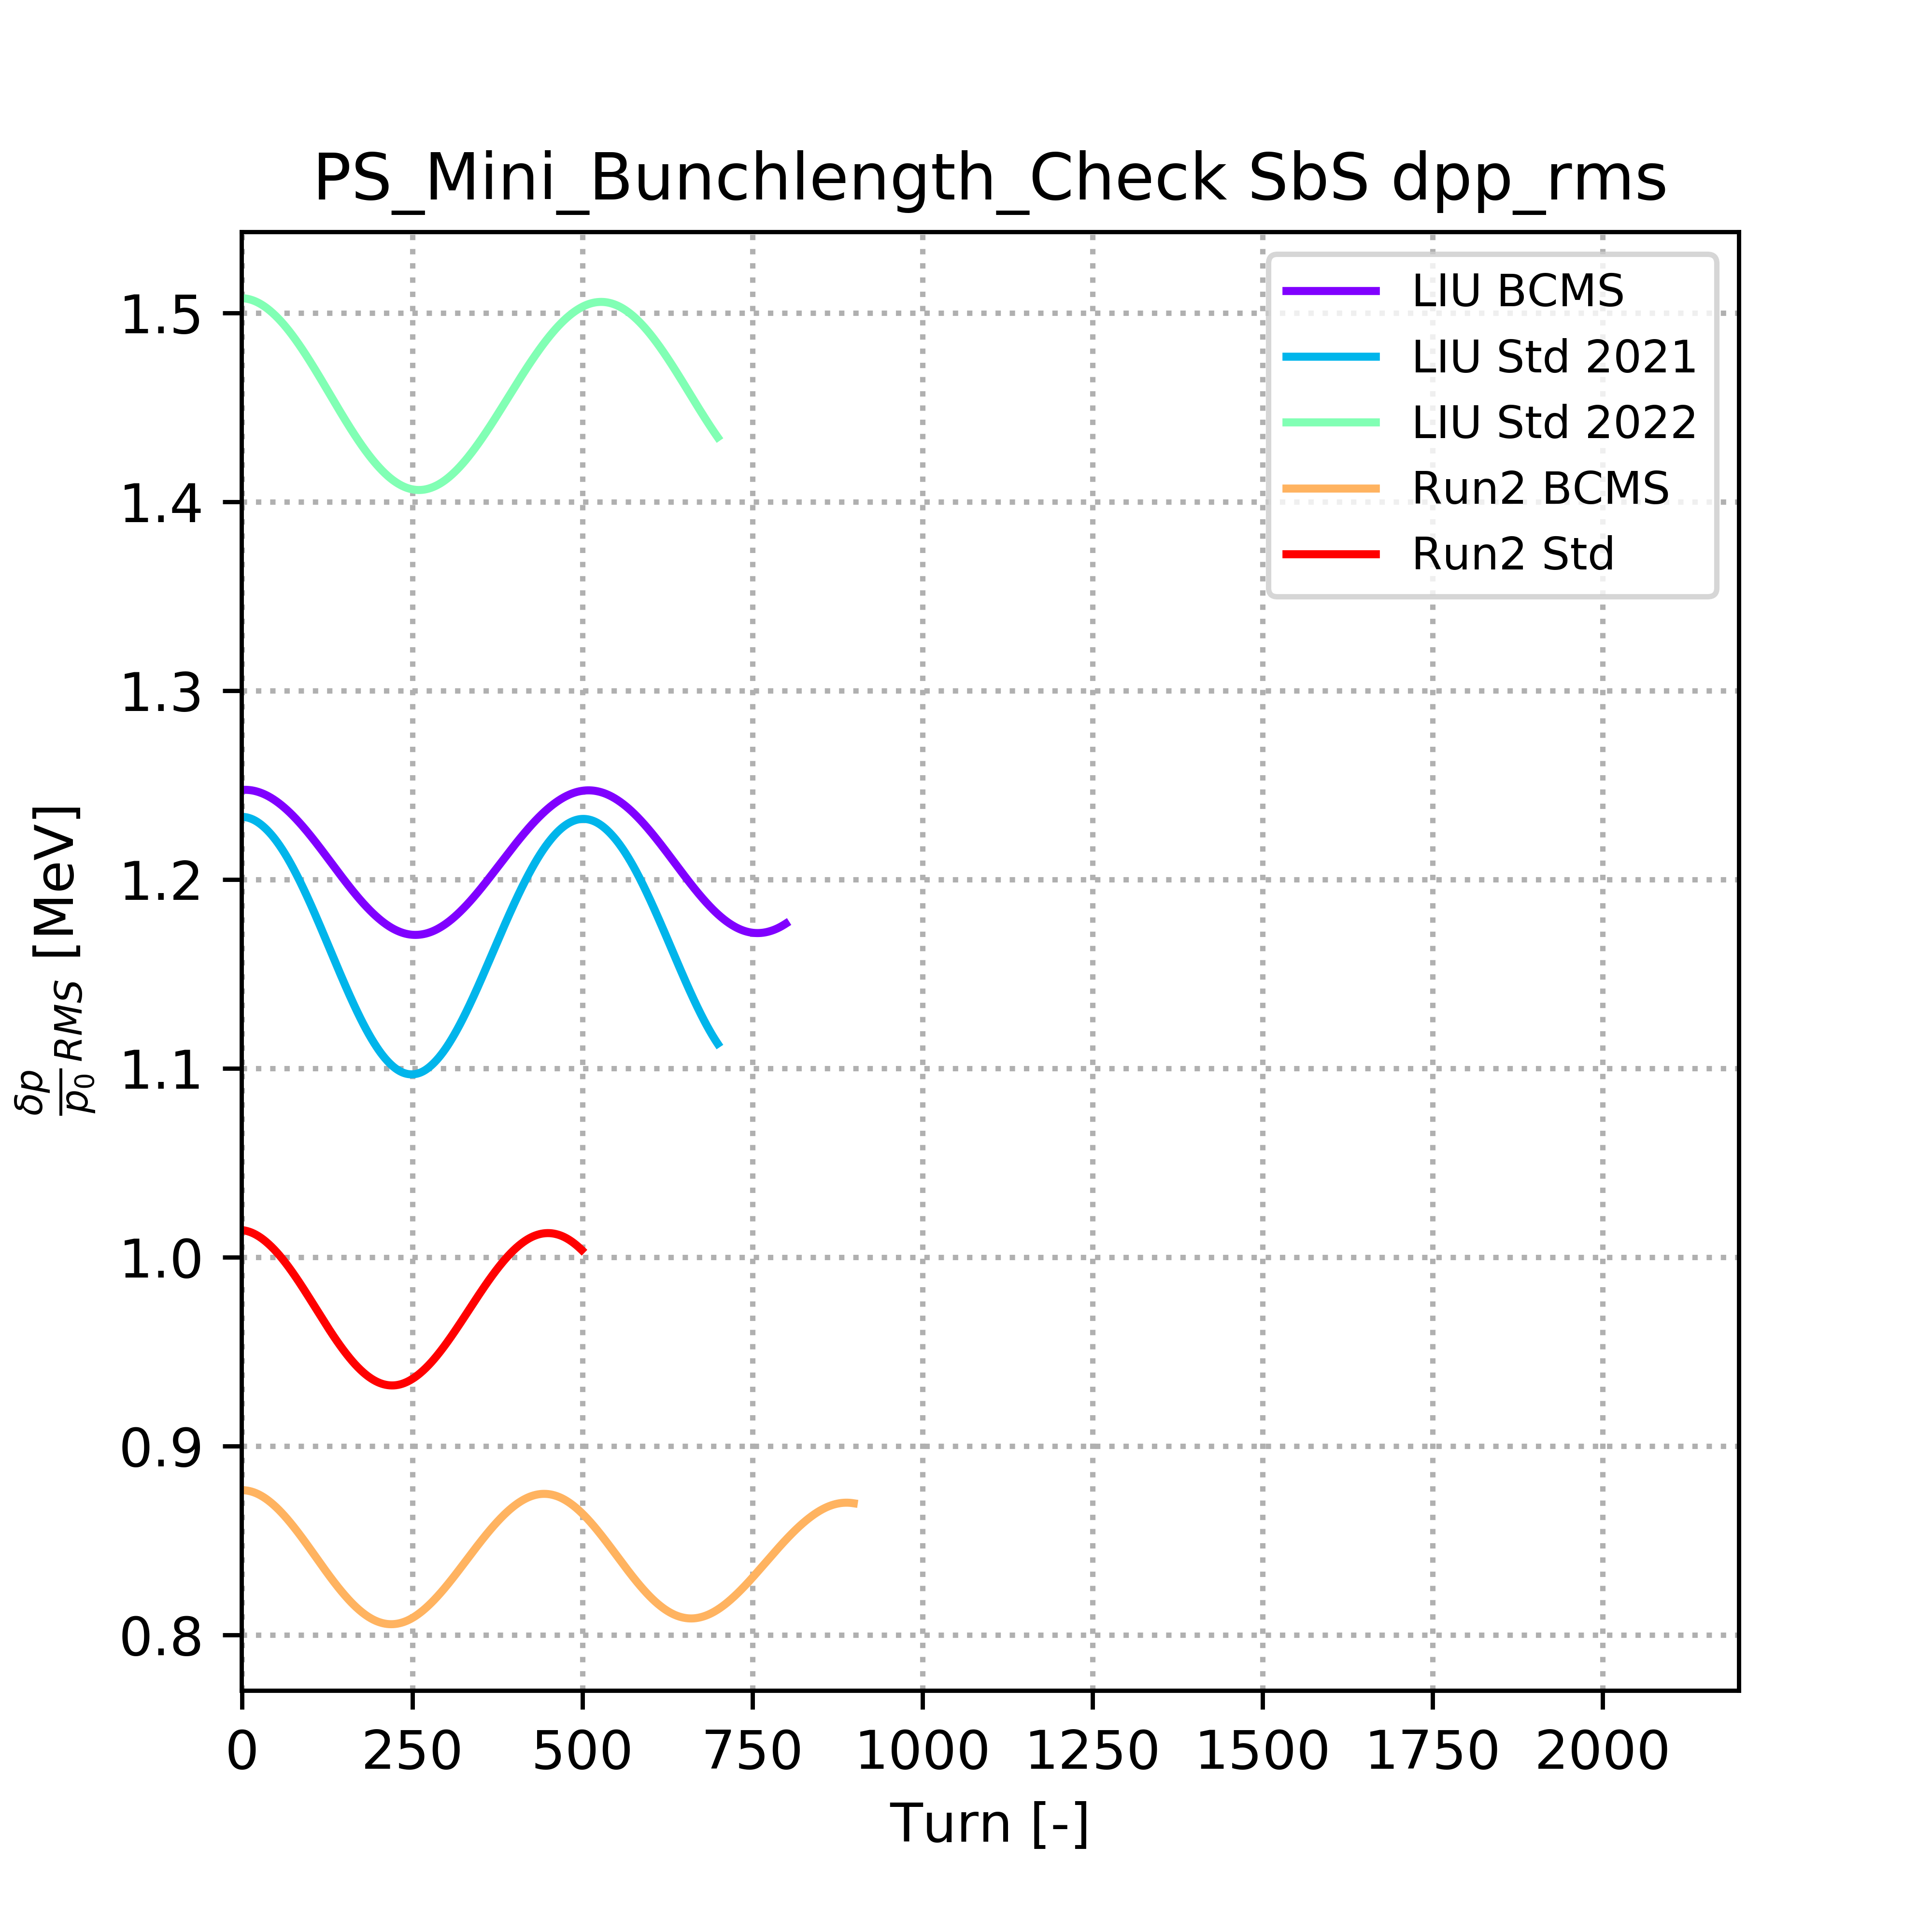 PS_Mini_Bunchlength_Check SbS dpp_rms
LIU BCMS
LIU Std 2021
LIU Std 2022
Run2 BCMS
Run2 Std
1.5
1.4
1.3
1.2
1.1
1.0
0.9
0.8
δp/p₀ RMS [MeV]
0 250 500 750 1000 1250 1500 1750 2000
Turn [-]